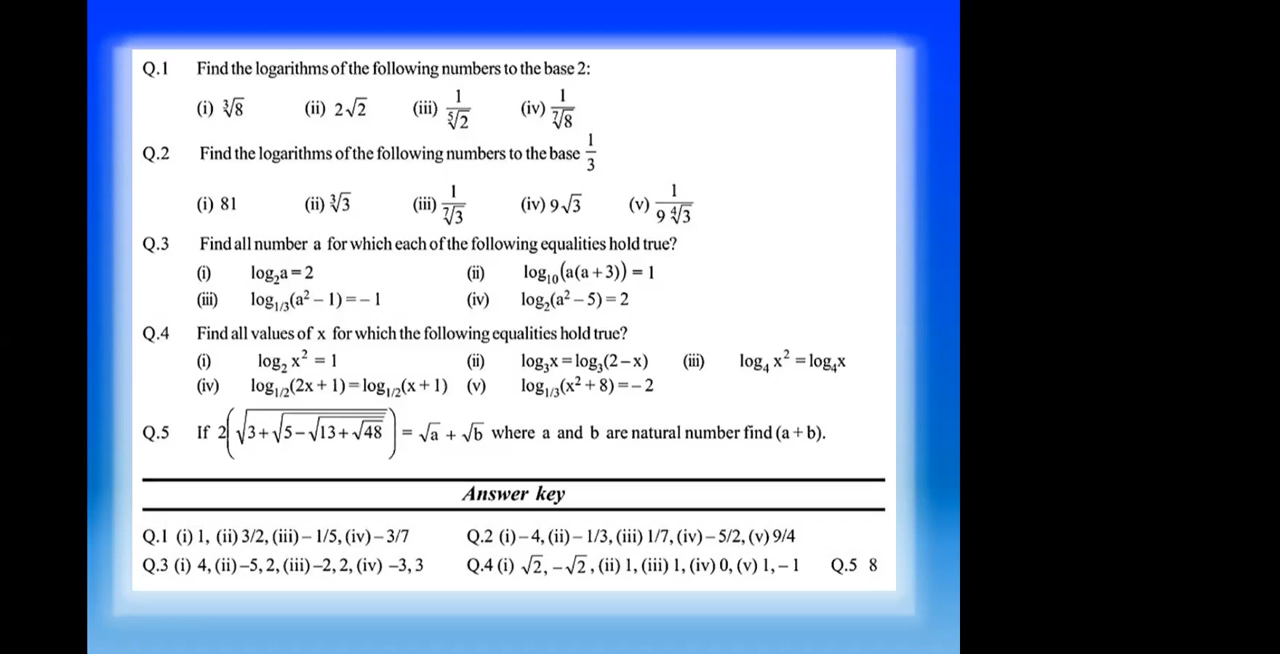 Q.1 Find the logarithms of the following numbers to the base 2:
(i) ∛8 (ii) 2√2 (iii) 1/⁵√2 (iv) 1/⁷√8
Q.2 Find the logarithms of the following numbers to the base 1/3
(i) 81 (ii) ∛3 (iii) 1/⁷√3 (iv) 9√3 (v) 1/(9 ⁴√3)
Q.3 Find all number a for which each of the following equalities hold true?
(i) log₂a = 2 (ii) log₁₀(a(a + 3)) = 1
(iii) log₁/₃(a² – 1) = – 1 (iv) log₂(a² – 5) = 2
Q.4 Find all values of x for which the following equalities hold true?
(i) log₂ x² = 1 (ii) log₃x = log₃(2 – x) (iii) log₄ x² = log₄x
(iv) log₁/₂(2x + 1) = log₁/₂(x + 1) (v) log₁/₃(x² + 8) = – 2
Q.5 If 2(√(3+√(5–√(13+√48)))) = √a + √b where a and b are natural number find (a + b).
Answer key
Q.1 (i) 1, (ii) 3/2, (iii) – 1/5, (iv) – 3/7 Q.2 (i) – 4, (ii) – 1/3, (iii) 1/7, (iv) – 5/2, (v) 9/4
Q.3 (i) 4, (ii) –5, 2, (iii) –2, 2, (iv) –3, 3 Q.4 (i) √2, –√2, (ii) 1, (iii) 1, (iv) 0, (v) 1, – 1 Q.5 8